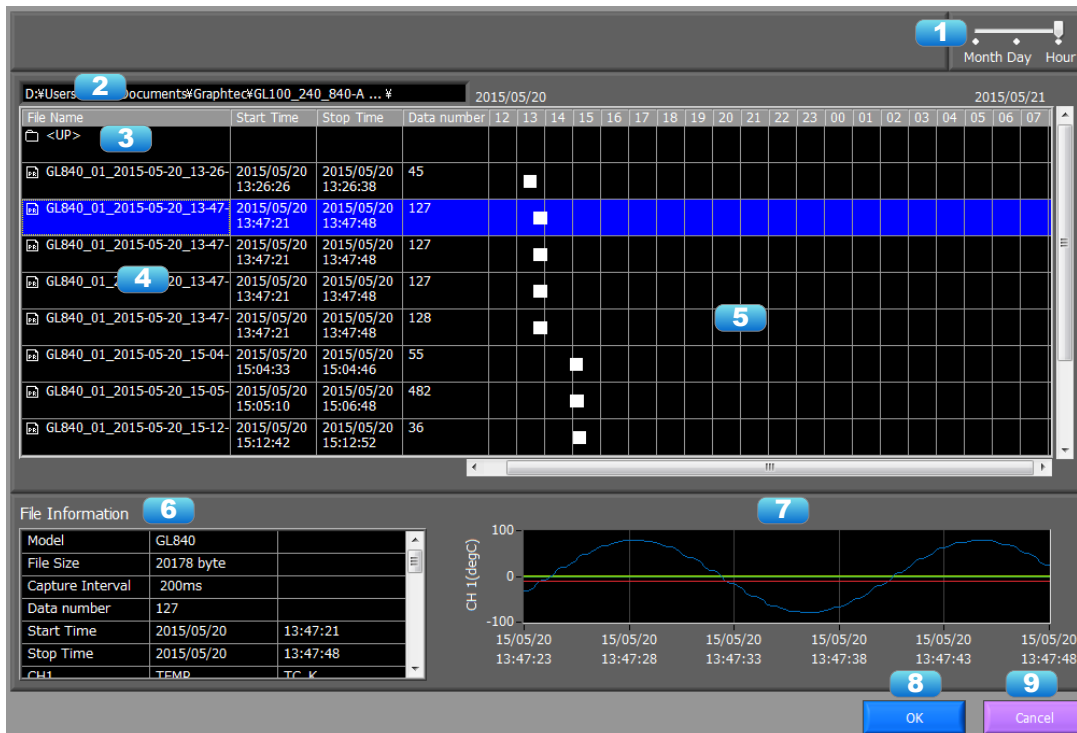 1
Month Day Hour
2
D:¥Users ocuments¥Graphtec¥GL100_240_840-A ... ¥
2015/05/20 2015/05/21
File Name Start Time Stop Time Data number 12 13 14 15 16 17 18 19 20 21 22 23 00 01 02 03 04 05 06 07
<UP>
3
GL840_01_2015-05-20_13-26- 2015/05/20 13:26:26 2015/05/20 13:26:38 45
GL840_01_2015-05-20_13-47- 2015/05/20 13:47:21 2015/05/20 13:47:48 127
GL840_01_2015-05-20_13-47- 2015/05/20 13:47:21 2015/05/20 13:47:48 127
GL840_01_2 20_13-47- 2015/05/20 13:47:21 2015/05/20 13:47:48 127
4
5
GL840_01_2015-05-20_13-47- 2015/05/20 13:47:21 2015/05/20 13:47:48 128
GL840_01_2015-05-20_15-04- 2015/05/20 15:04:33 2015/05/20 15:04:46 55
GL840_01_2015-05-20_15-05- 2015/05/20 15:05:10 2015/05/20 15:06:48 482
GL840_01_2015-05-20_15-12- 2015/05/20 15:12:42 2015/05/20 15:12:52 36
File Information
6
Model GL840
File Size 20178 byte
Capture Interval 200ms
Data number 127
Start Time 2015/05/20 13:47:21
Stop Time 2015/05/20 13:47:48
CH1 TEMP TC_K
7
CH 1(degC)
100
0
-100
15/05/20 15/05/20 15/05/20 15/05/20 15/05/20 15/05/20
13:47:23 13:47:28 13:47:33 13:47:38 13:47:43 13:47:48
8
9
OK
Cancel